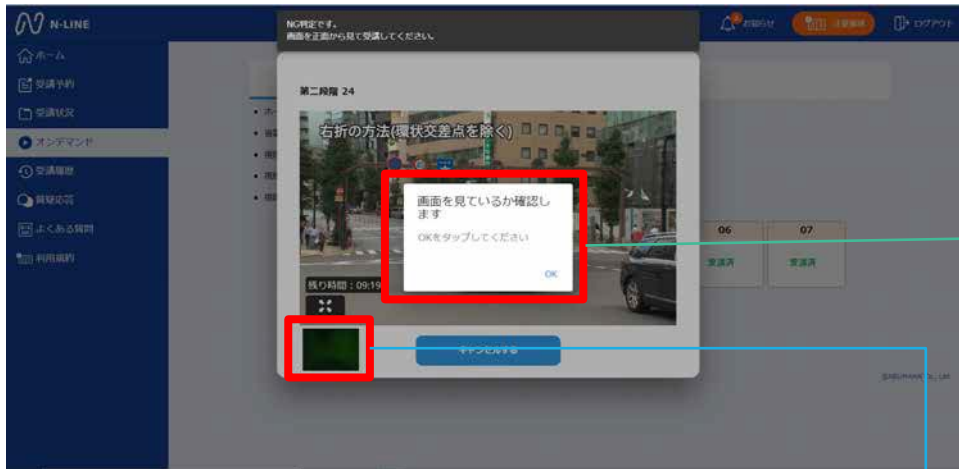 N-LINE
NG判定です。
画面を正面から見て受講してください。
お知らせ
ログアウト
ホーム
受講予約
受講状況
オンデマンド
受講履歴
質疑応答
よくある質問
利用規約
第二段階 24
右折の方法(環状交差点を除く)
画面を見ているか確認し
ます
OKをタップしてください
OK
残り時間：09:19
キャンセルする
06
07
受講済
受講済